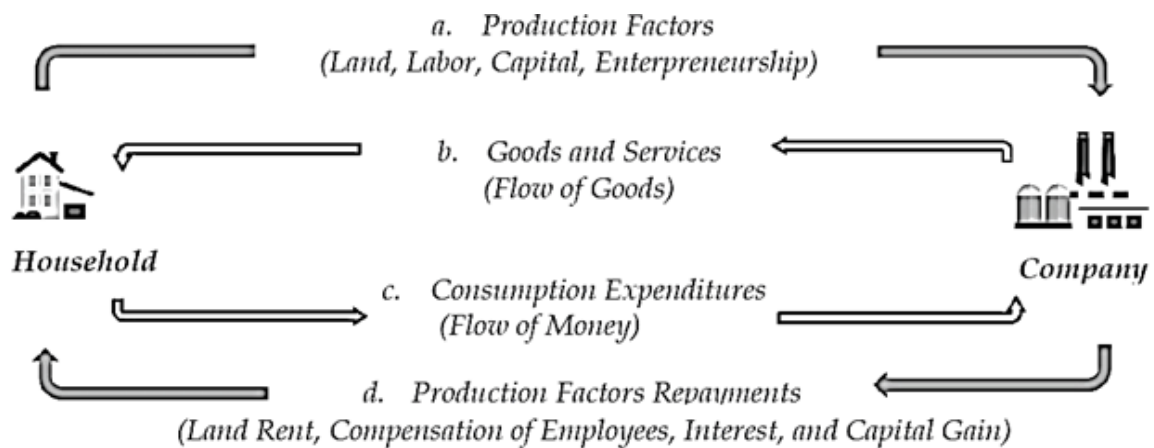 a. Production Factors
(Land, Labor, Capital, Enterpreneurship)
b. Goods and Services
(Flow of Goods)
Household
Company
c. Consumption Expenditures
(Flow of Money)
d. Production Factors Repayments
(Land Rent, Compensation of Employees, Interest, and Capital Gain)